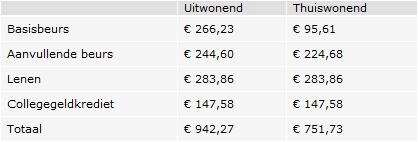 Uitwonend Thuiswonend
Basisbeurs € 266,23 € 95,61
Aanvullende beurs € 244,60 € 224,68
Lenen € 283,86 € 283,86
Collegegeldkrediet € 147,58 € 147,58
Totaal € 942,27 € 751,73